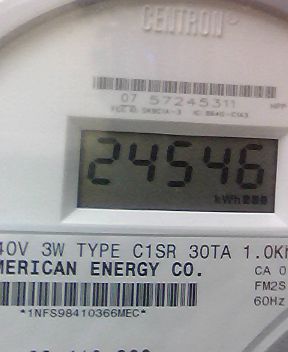 CENTRON
07 57245311
24546
kWh
40V 3W TYPE C1SR 30TA 1.0K
MERICAN ENERGY CO.
CA 0
FM2S
60Hz
*1NFS98410366MEC*